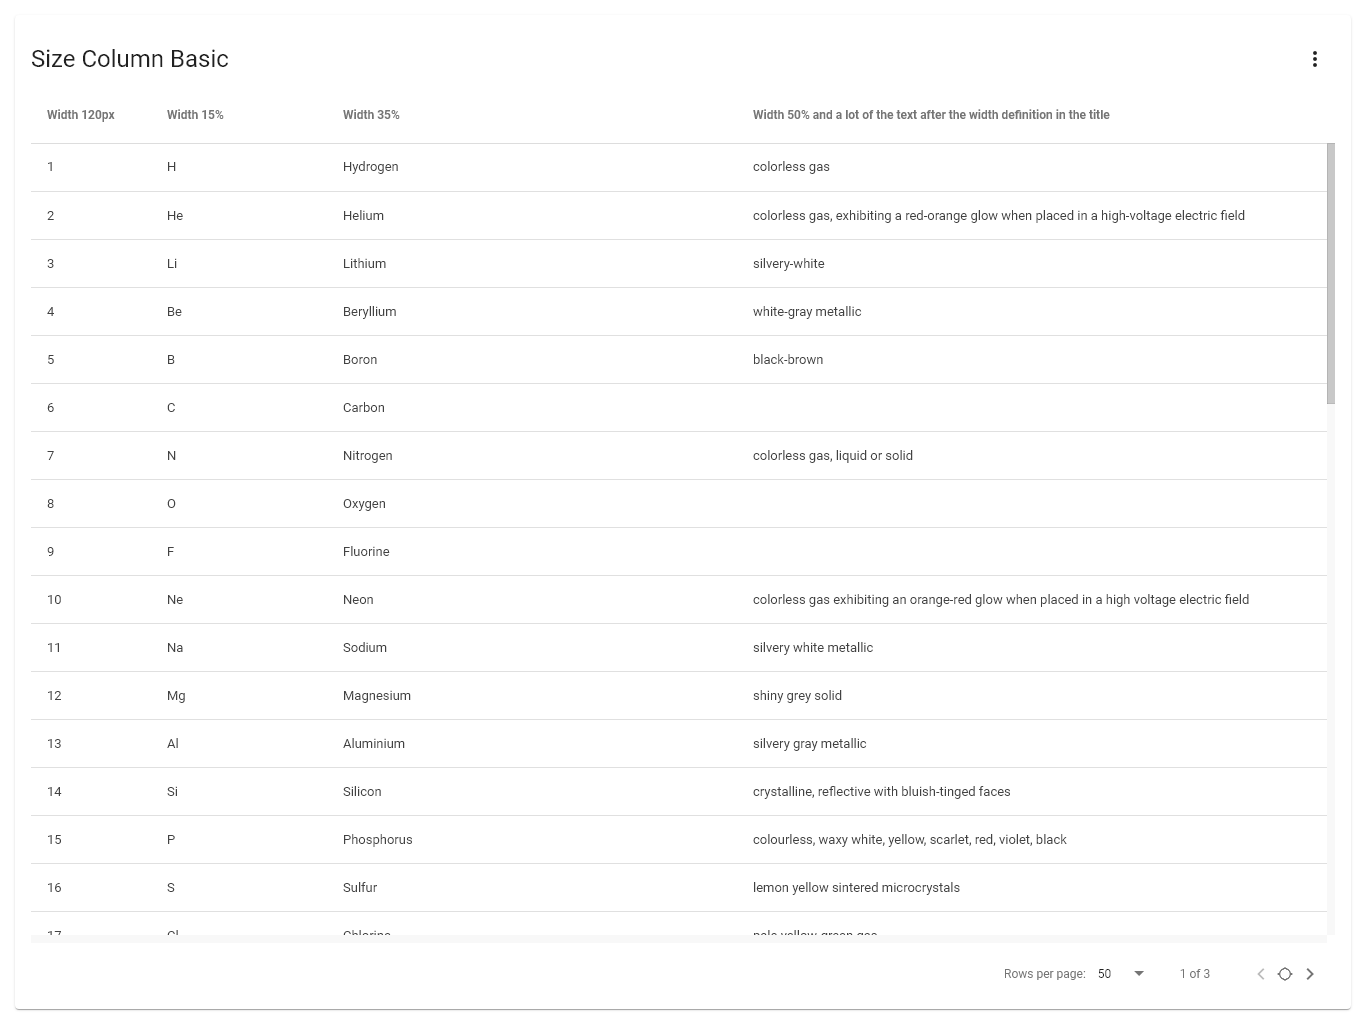 Size Column Basic
Width 120px Width 15% Width 35% Width 50% and a lot of the text after the width definition in the title
1 H Hydrogen colorless gas
2 He Helium colorless gas, exhibiting a red-orange glow when placed in a high-voltage electric field
3 Li Lithium silvery-white
4 Be Beryllium white-gray metallic
5 B Boron black-brown
6 C Carbon
7 N Nitrogen colorless gas, liquid or solid
8 O Oxygen
9 F Fluorine
10 Ne Neon colorless gas exhibiting an orange-red glow when placed in a high voltage electric field
11 Na Sodium silvery white metallic
12 Mg Magnesium shiny grey solid
13 Al Aluminium silvery gray metallic
14 Si Silicon crystalline, reflective with bluish-tinged faces
15 P Phosphorus colourless, waxy white, yellow, scarlet, red, violet, black
16 S Sulfur lemon yellow sintered microcrystals
17 Cl Chlorine pale yellow-green gas
Rows per page: 50 1 of 3